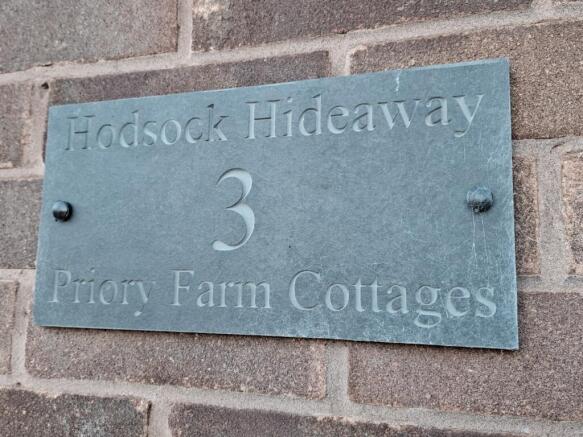 Hodsock Hideaway
3
Priory Farm Cottages